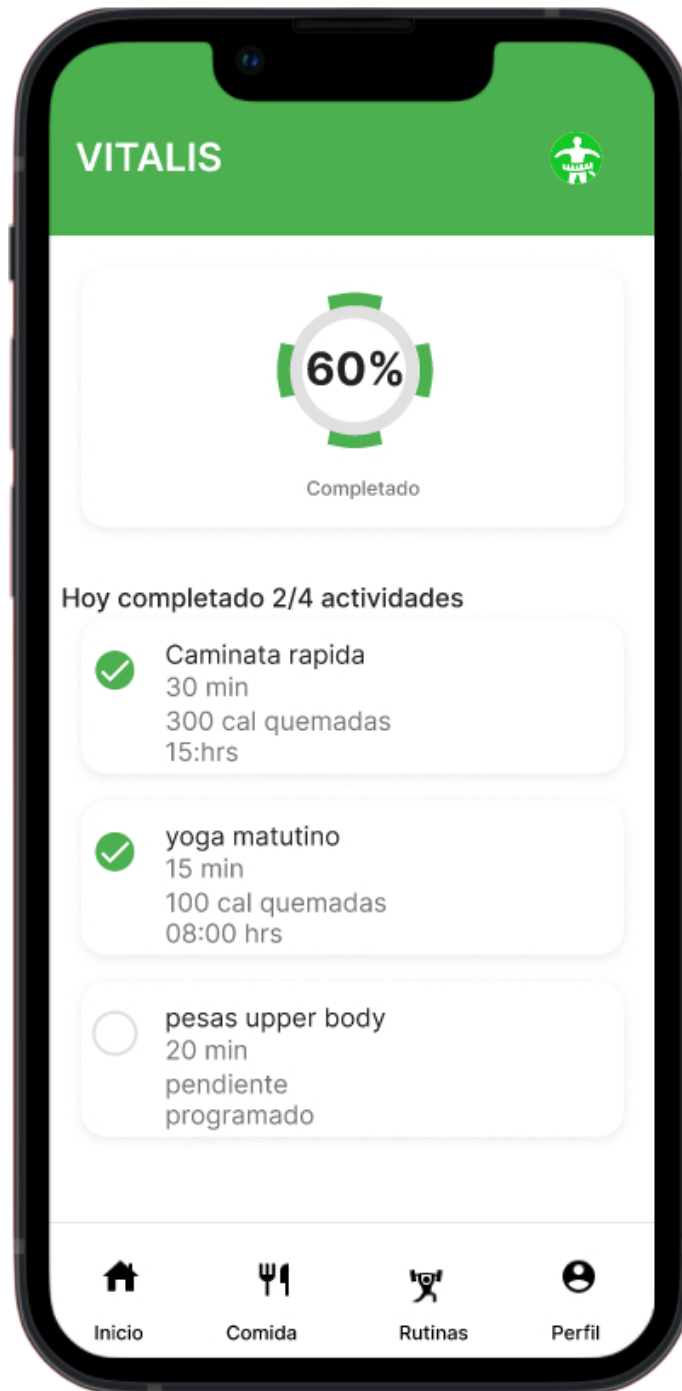 VITALIS
60%
Completado
Hoy completado 2/4 actividades
Caminata rapida
30 min
300 cal quemadas
15:hrs
yoga matutino
15 min
100 cal quemadas
08:00 hrs
pesas upper body
20 min
pendiente
programado
Inicio
Comida
Rutinas
Perfil